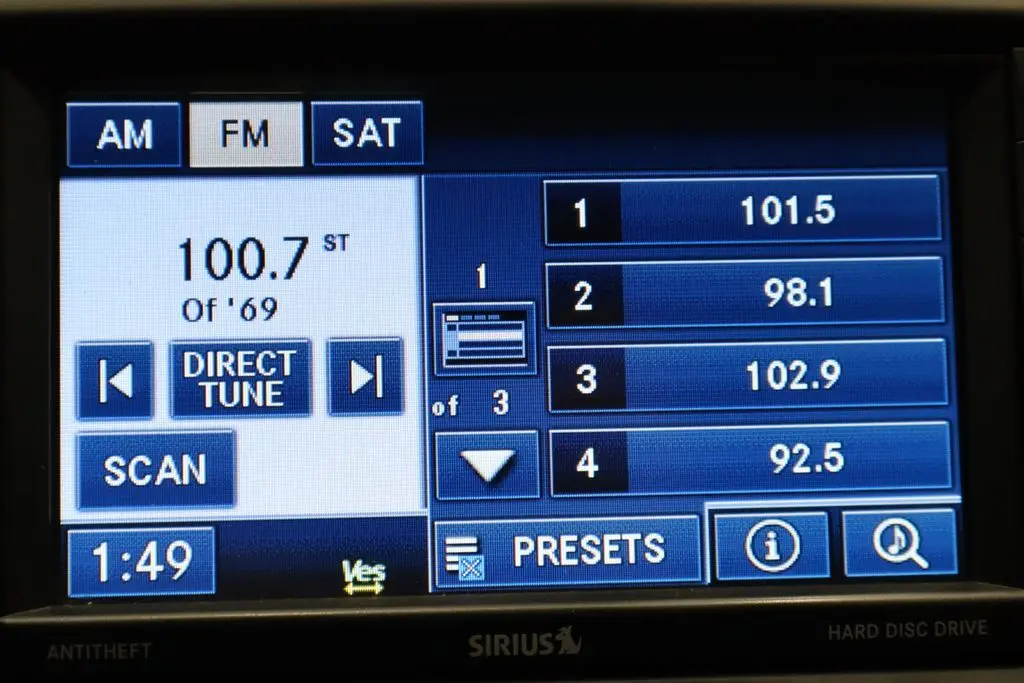 AM FM SAT
100.7 ST
Of '69
DIRECT
TUNE
SCAN
1:49
Yes
1
of 3
1 101.5
2 98.1
3 102.9
4 92.5
PRESETS
i
ANTITHEFT
SIRIUS
HARD DISC DRIVE